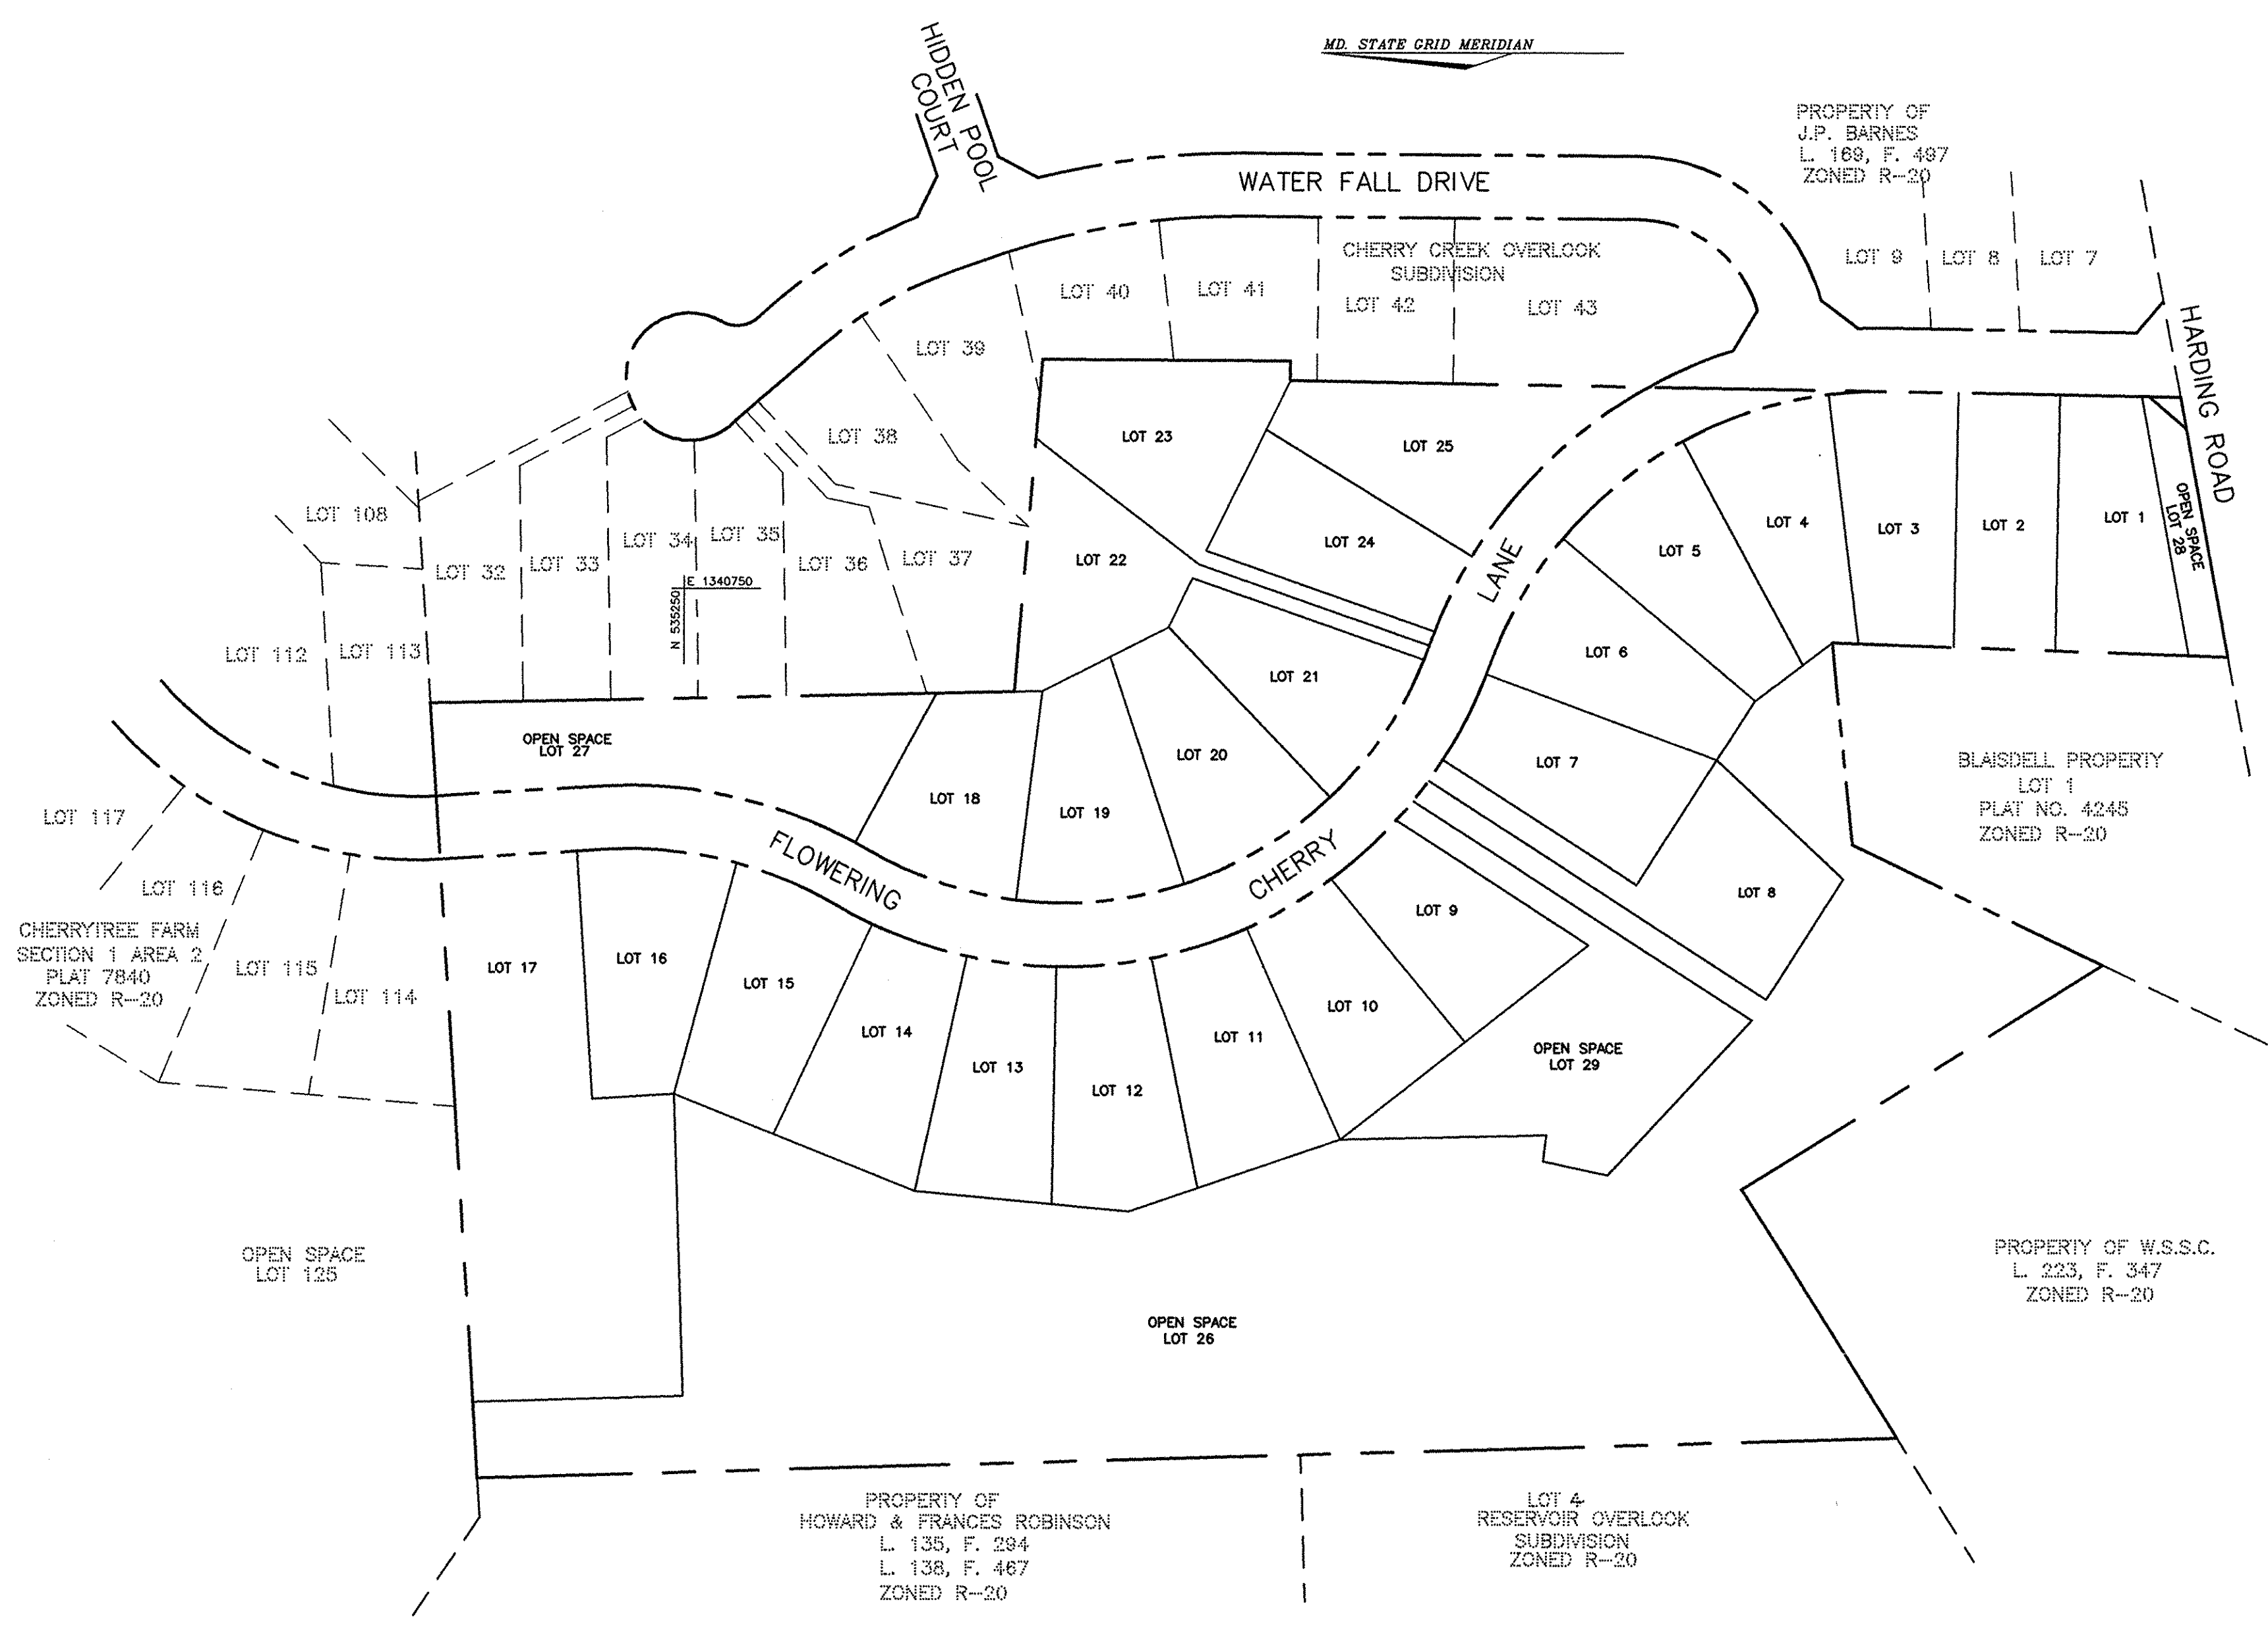 MD. STATE GRID MERIDIAN
HIDDEN POOL
COURT
WATER FALL DRIVE
PROPERTY OF
J.P. BARNES
L. 169, F. 497
ZONED R-20
LOT 9
LOT 8
LOT 7
HARDING ROAD
CHERRY CREEK OVERLOOK
SUBDIVISION
LOT 40
LOT 41
LOT 42
LOT 43
LOT 39
LOT 38
LOT 23
LOT 25
LOT 24
LOT 22
LOT 108
LOT 32
LOT 33
LOT 34
LOT 35
LOT 36
LOT 37
E 1340750
N 535250
LOT 112
LOT 113
LANE
LOT 5
LOT 4
LOT 3
LOT 2
LOT 1
OPEN SPACE
LOT 28
LOT 6
LOT 21
LOT 20
LOT 7
OPEN SPACE
LOT 27
LOT 18
LOT 19
BLAISDELL PROPERTY
LOT 1
PLAT NO. 4245
ZONED R-20
LOT 117
LOT 116
FLOWERING
CHERRY
LOT 8
LOT 9
CHERRYTREE FARM
SECTION 1 AREA 2
PLAT 7840
ZONED R-20
LOT 115
LOT 114
LOT 17
LOT 16
LOT 15
LOT 14
LOT 13
LOT 12
LOT 11
LOT 10
OPEN SPACE
LOT 29
OPEN SPACE
LOT 125
PROPERTY OF W.S.S.C.
L. 223, F. 347
ZONED R-20
OPEN SPACE
LOT 26
PROPERTY OF
HOWARD & FRANCES ROBINSON
L. 135, F. 294
L. 138, F. 467
ZONED R-20
LOT 4
RESERVOIR OVERLOOK
SUBDIVISION
ZONED R-20